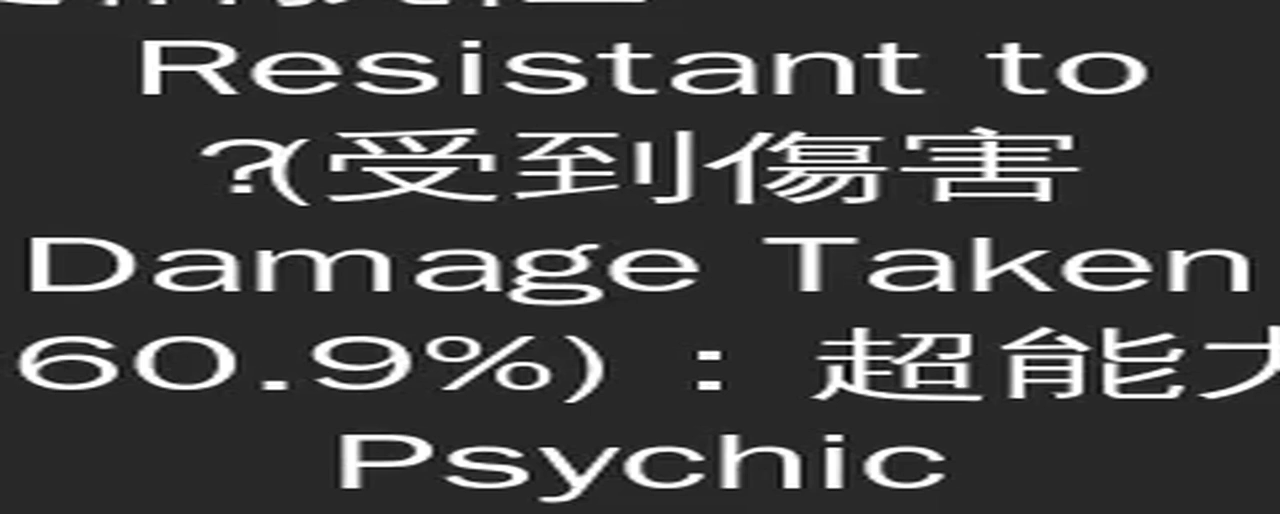 Resistant to
?(受到傷害
Damage Taken
60.9%) : 超能
Psychic